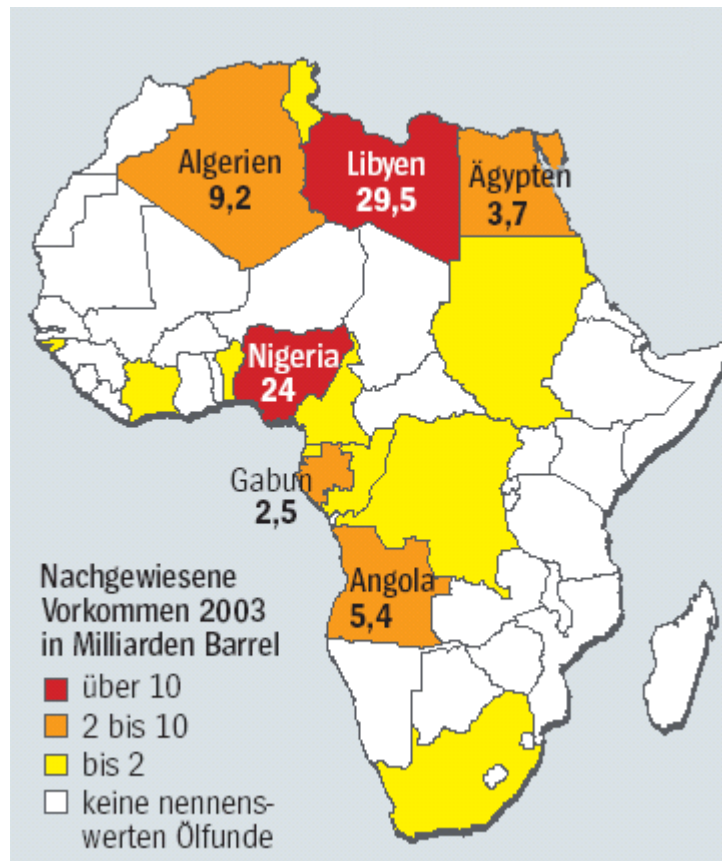 Algerien
9,2
Libyen
29,5
Ägypten
3,7
Nigeria
24
Gabun
2,5
Angola
5,4
Nachgewiesene
Vorkommen 2003
in Milliarden Barrel
über 10
2 bis 10
bis 2
keine nennens-
werten Ölfunde